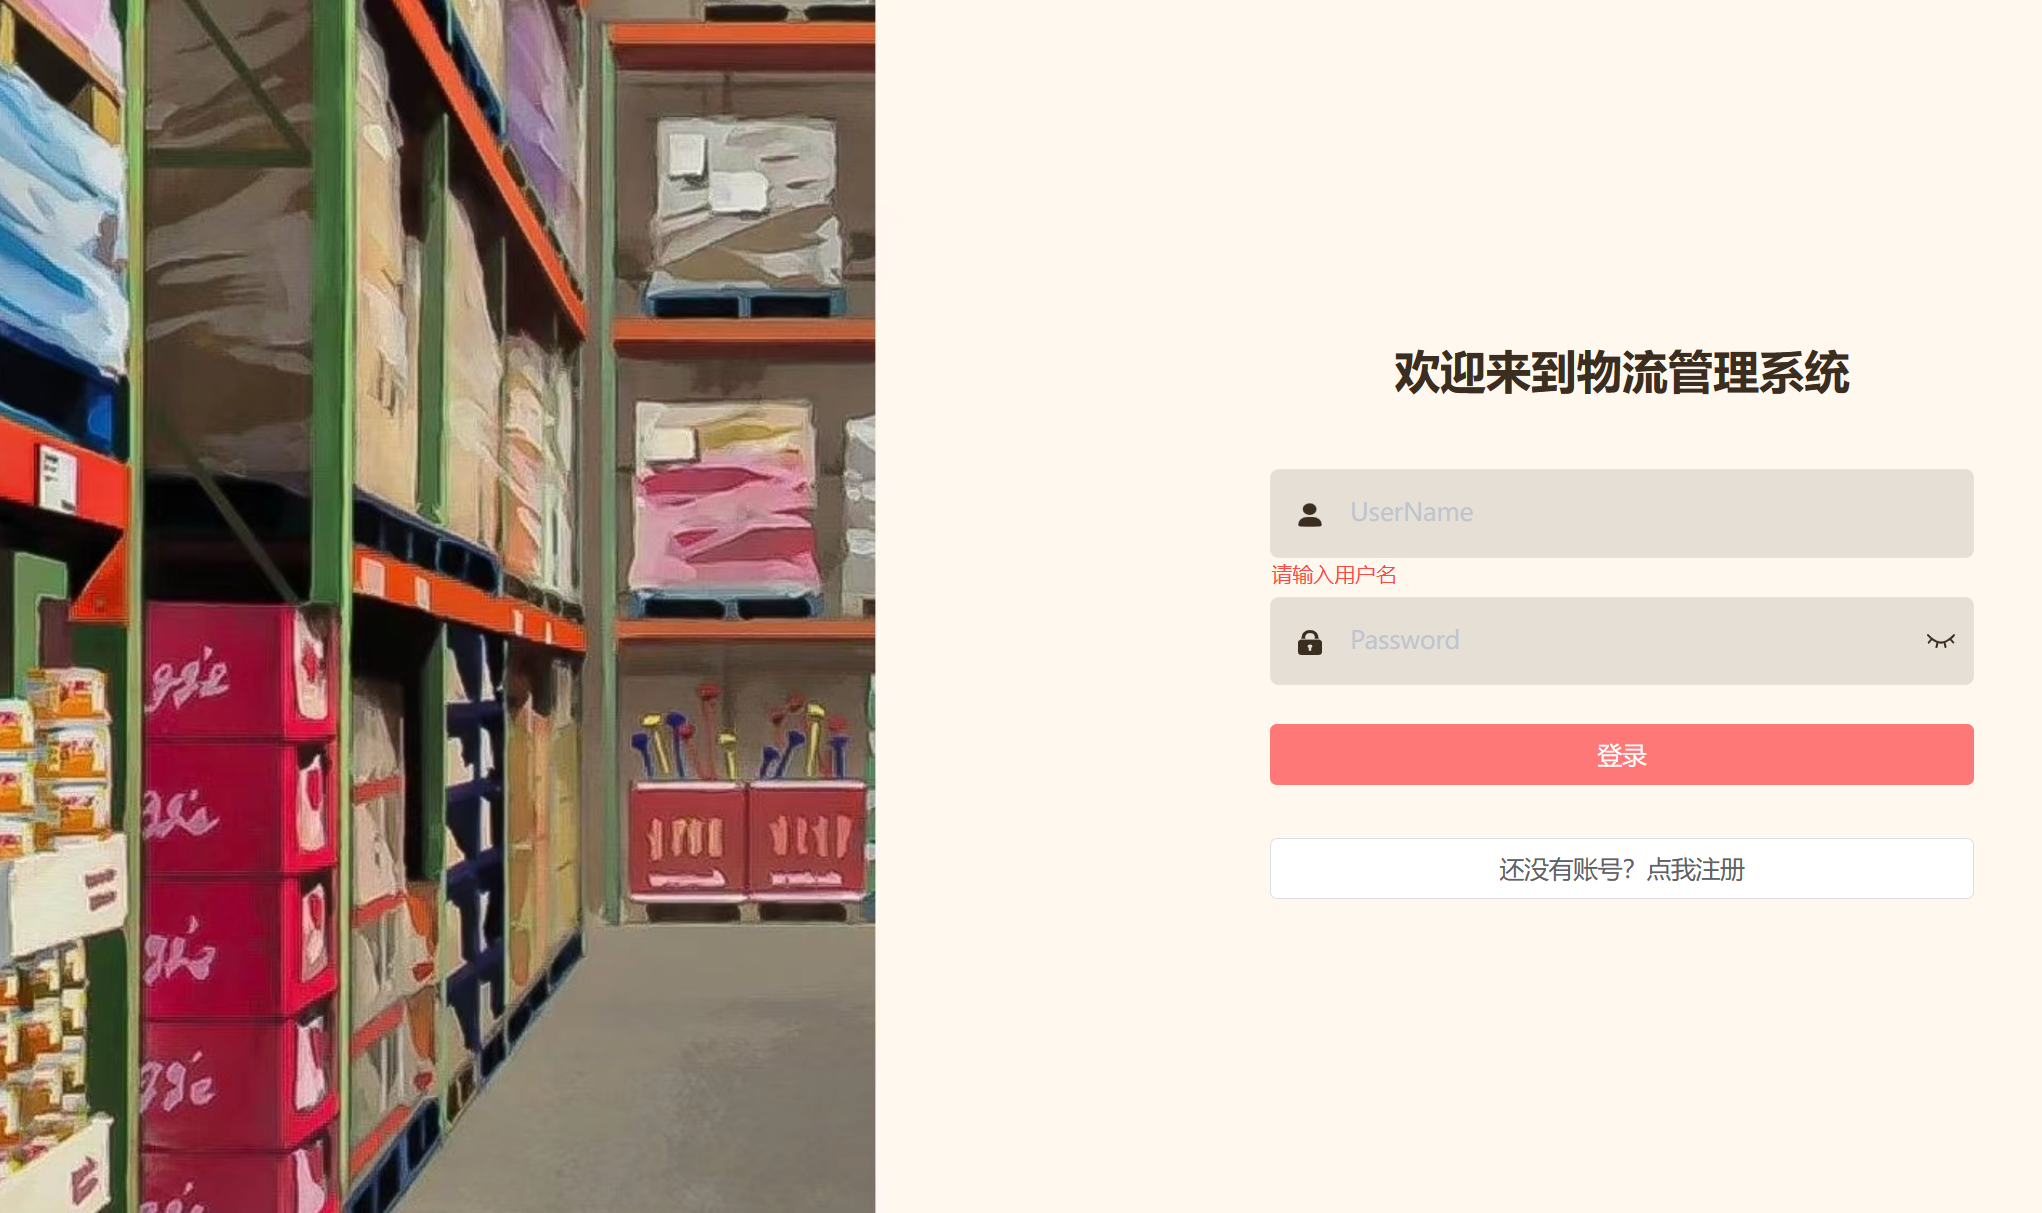 欢迎来到物流管理系统
UserName
请输入用户名
Password
登录
还没有账号？点我注册